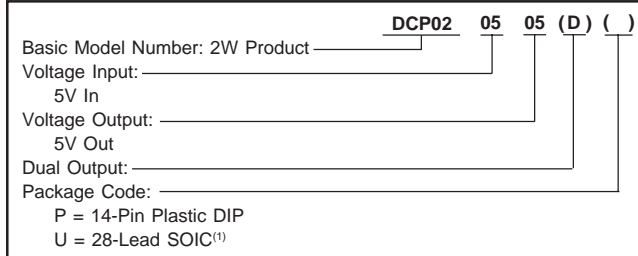 DCP02 05 05 (D) ( )
Basic Model Number: 2W Product
Voltage Input:
5V In
Voltage Output:
5V Out
Dual Output:
Package Code:
P = 14-Pin Plastic DIP
U = 28-Lead SOIC(1)